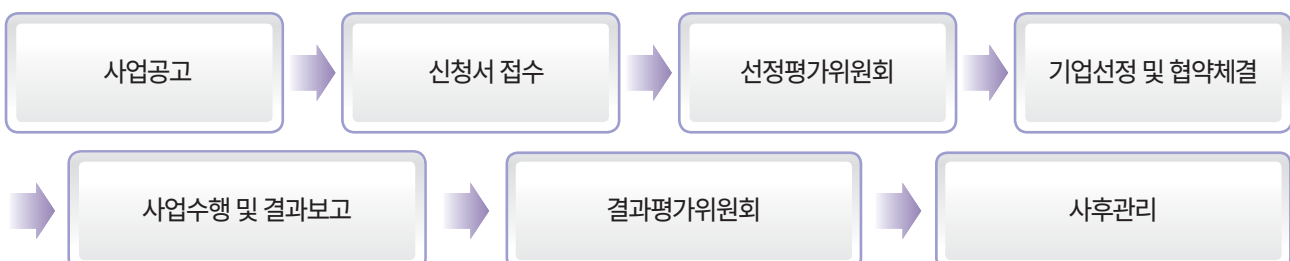 사업공고
신청서 접수
선정평가위원회
기업선정 및 협약체결
사업수행 및 결과보고
결과평가위원회
사후관리